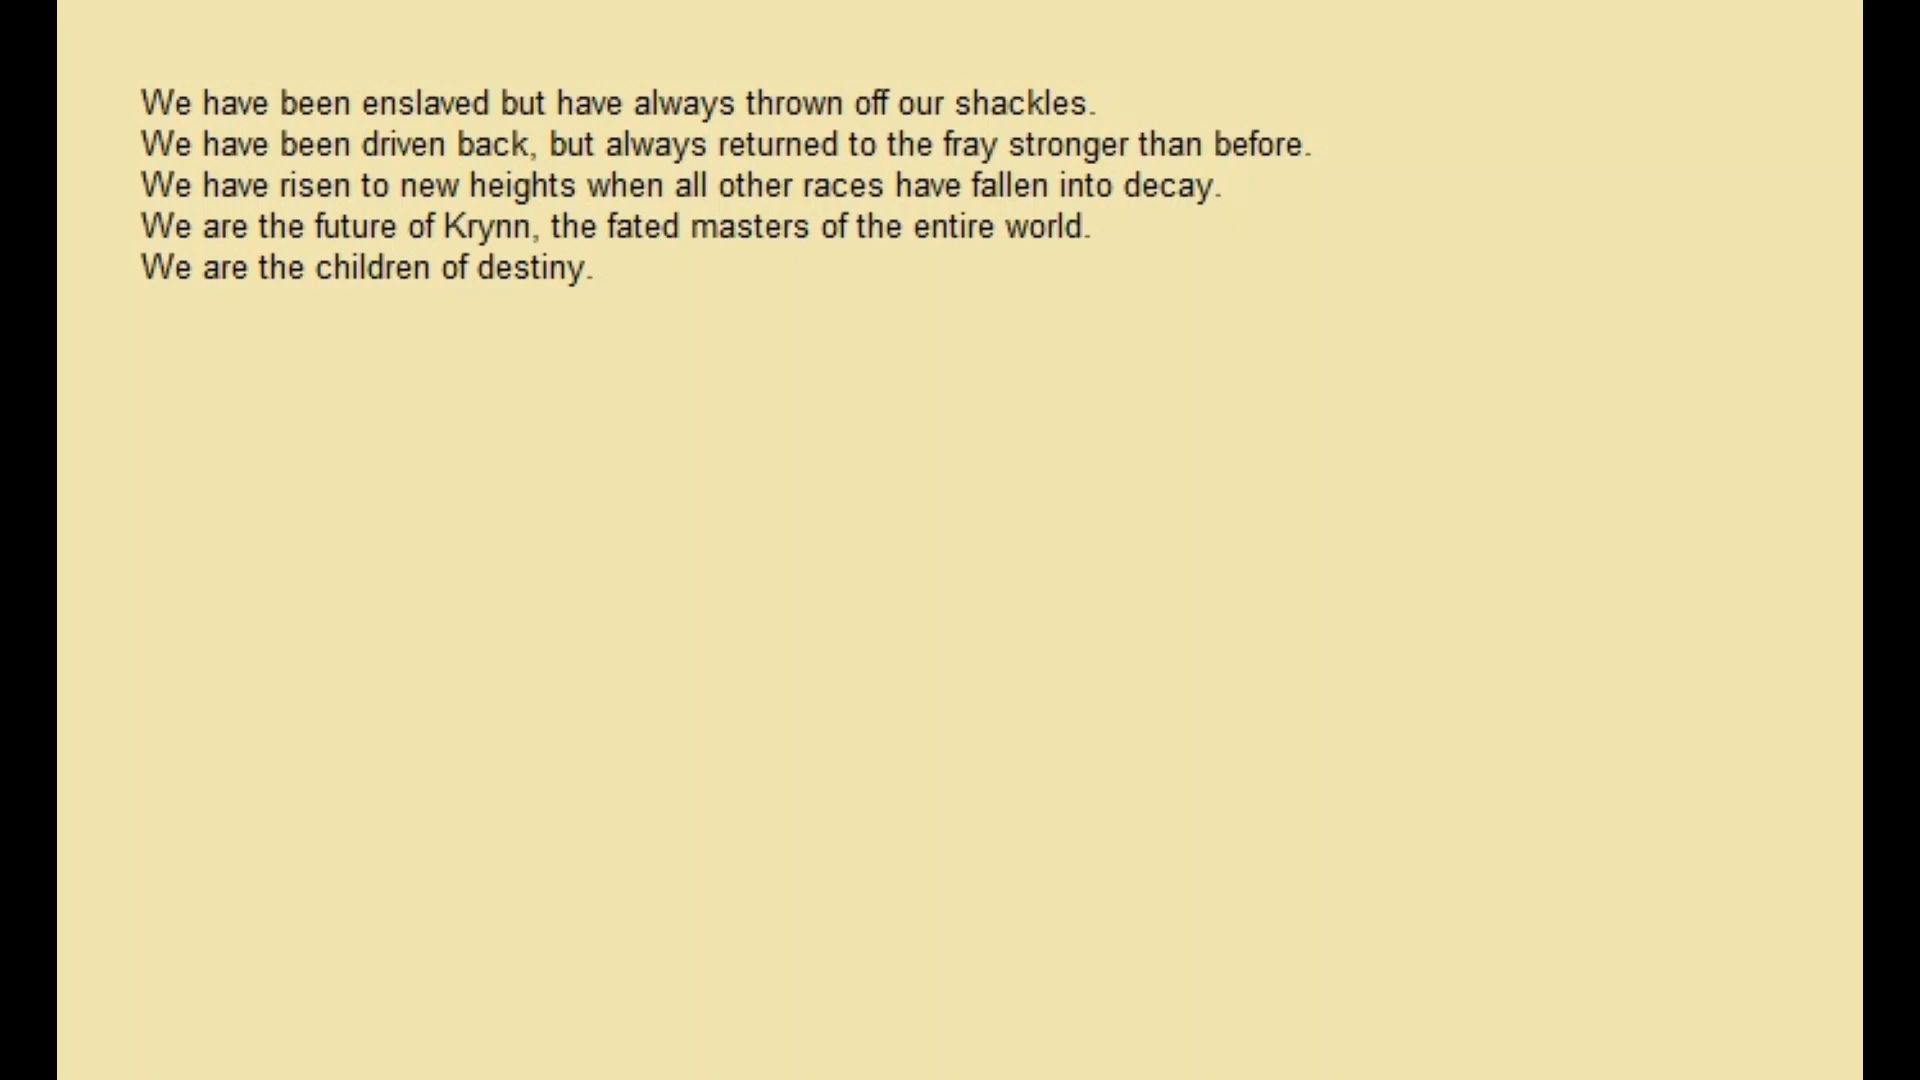 We have been enslaved but have always thrown off our shackles.
We have been driven back, but always returned to the fray stronger than before.
We have risen to new heights when all other races have fallen into decay.
We are the future of Krynn, the fated masters of the entire world.
We are the children of destiny.